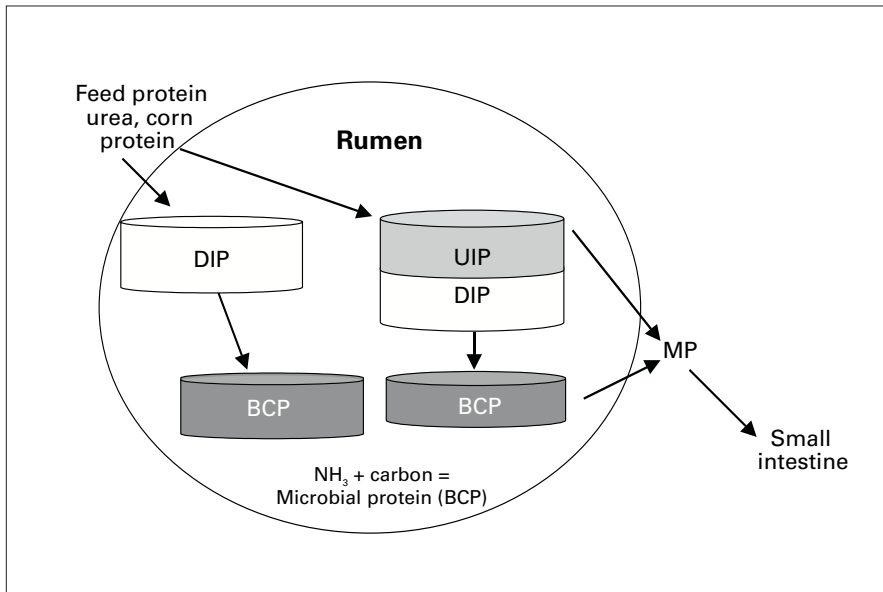 Feed protein
urea, corn
protein
Rumen
DIP
UIP
DIP
BCP
BCP
MP
Small
intestine
NH₃ + carbon =
Microbial protein (BCP)